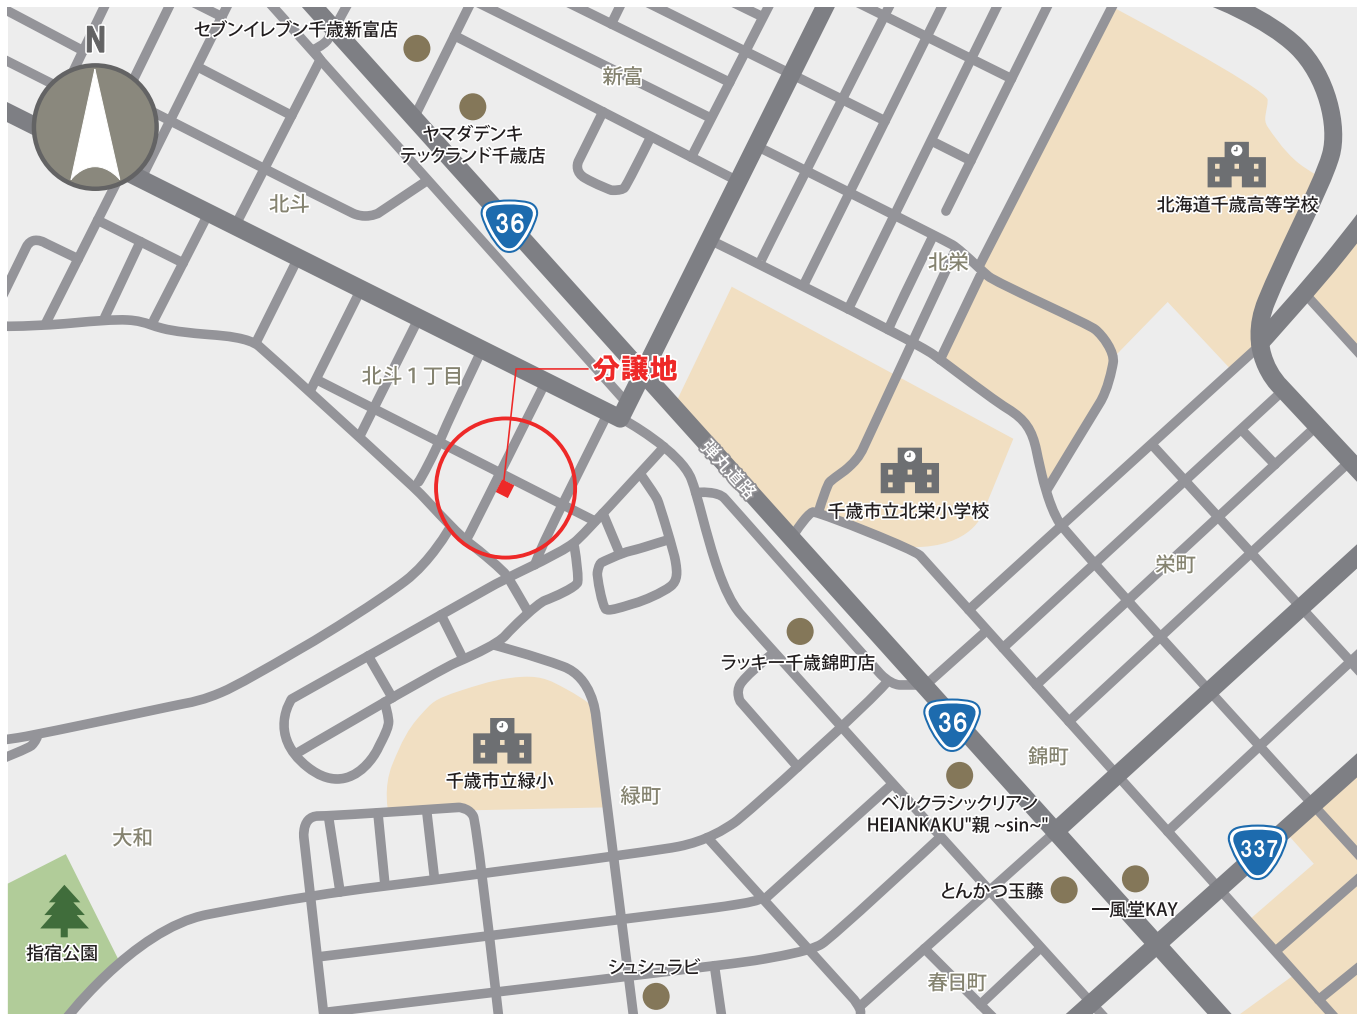 セブンイレブン千歳新富店
N
新富
ヤマダデンキ
テックランド千歳店
北海道千歳高等学校
北斗
36
北栄
分譲地
北斗1丁目
弾丸道路
千歳市立北栄小学校
栄町
ラッキー千歳錦町店
36
錦町
千歳市立緑小
緑町
ベルクラシックリアン
HEIANKAKU"親 ~sin~"
大和
337
とんかつ玉藤
一風堂KAY
指宿公園
シュシュラビ
春日町